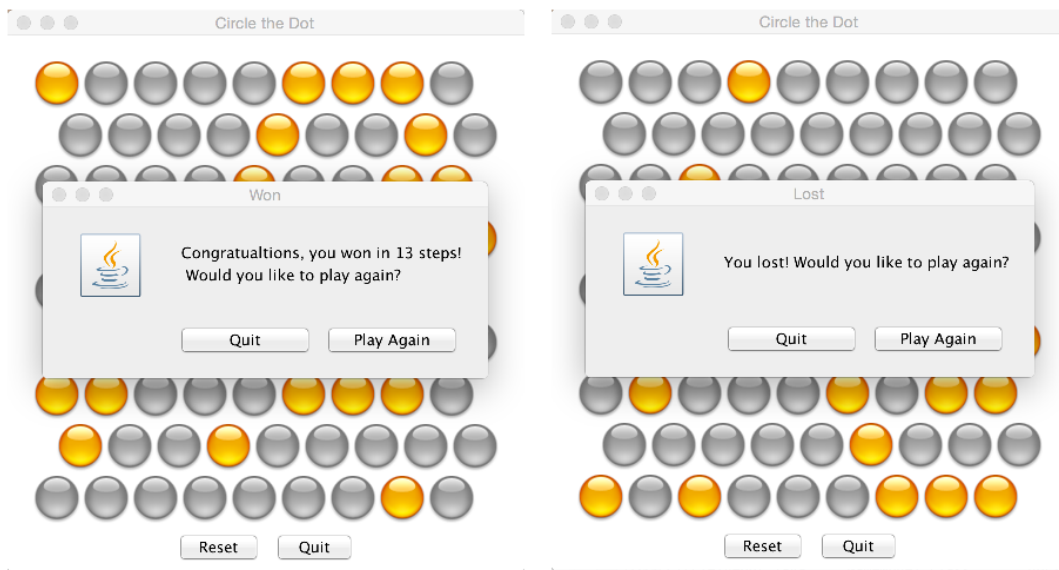 Circle the Dot
Won
Congratualtions, you won in 13 steps!
Would you like to play again?
Quit
Play Again
Reset
Quit
Circle the Dot
Lost
You lost! Would you like to play again?
Quit
Play Again
Reset
Quit